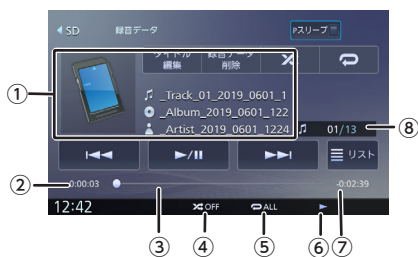 SD 録音データ Pスリープ
タイトル 録音データ
編集 削除
① _Track_01_2019_0601_1
_Album_2019_0601_122
_Artist_2019_0601_1224 01/13 ⑧
リスト
② 0:00:03 -0:02:39
12:42 OFF ALL
③ ④ ⑤ ⑥ ⑦